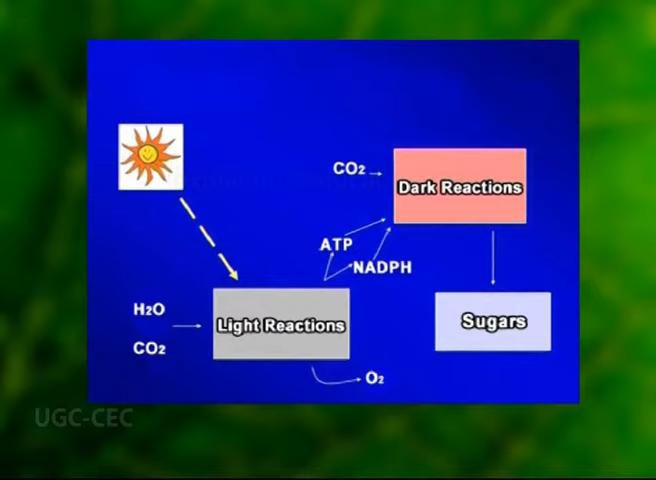 CO2
Dark Reactions
ATP
NADPH
H2O
Light Reactions
Sugars
CO2
O2
UGC-CEC